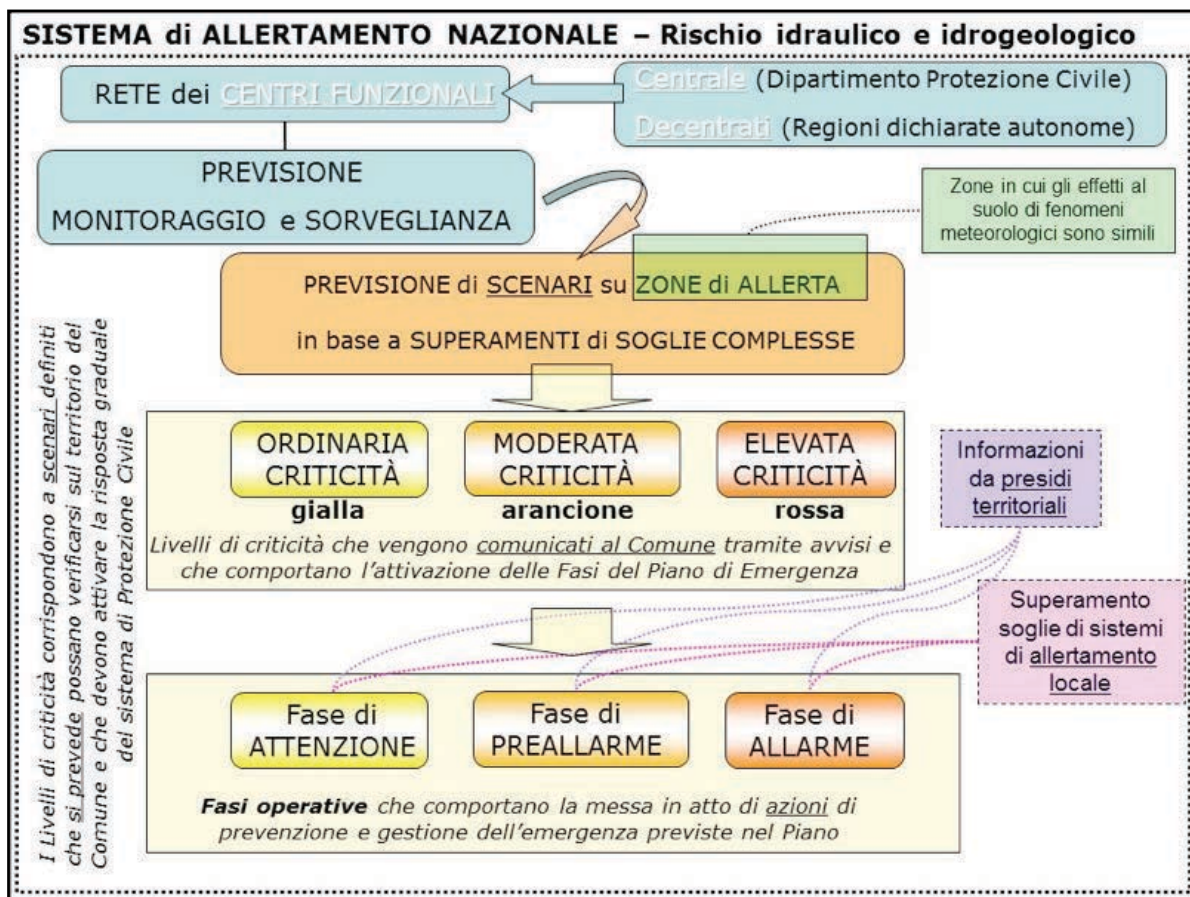 SISTEMA di ALLERTAMENTO NAZIONALE – Rischio idraulico e idrogeologico
RETE dei CENTRI FUNZIONALI
Centrale (Dipartimento Protezione Civile)
Decentrati (Regioni dichiarate autonome)
PREVISIONE
MONITORAGGIO e SORVEGLIANZA
Zone in cui gli effetti al
suolo di fenomeni
meteorologici sono simili
PREVISIONE di SCENARI su ZONE di ALLERTA
in base a SUPERAMENTI di SOGLIE COMPLESSE
I Livelli di criticità corrispondono a scenari definiti
che si prevede possano verificarsi sul territorio del
Comune e che devono attivare la risposta graduale
del sistema di Protezione Civile
ORDINARIA
CRITICITÀ
gialla
MODERATA
CRITICITÀ
arancione
ELEVATA
CRITICITÀ
rossa
Livelli di criticità che vengono comunicati al Comune tramite avvisi e
che comportano l'attivazione delle Fasi del Piano di Emergenza
Informazioni
da presidi
territoriali
Superamento
soglie di sistemi
di allertamento
locale
Fase di
ATTENZIONE
Fase di
PREALLARME
Fase di
ALLARME
Fasi operative che comportano la messa in atto di azioni di
prevenzione e gestione dell'emergenza previste nel Piano